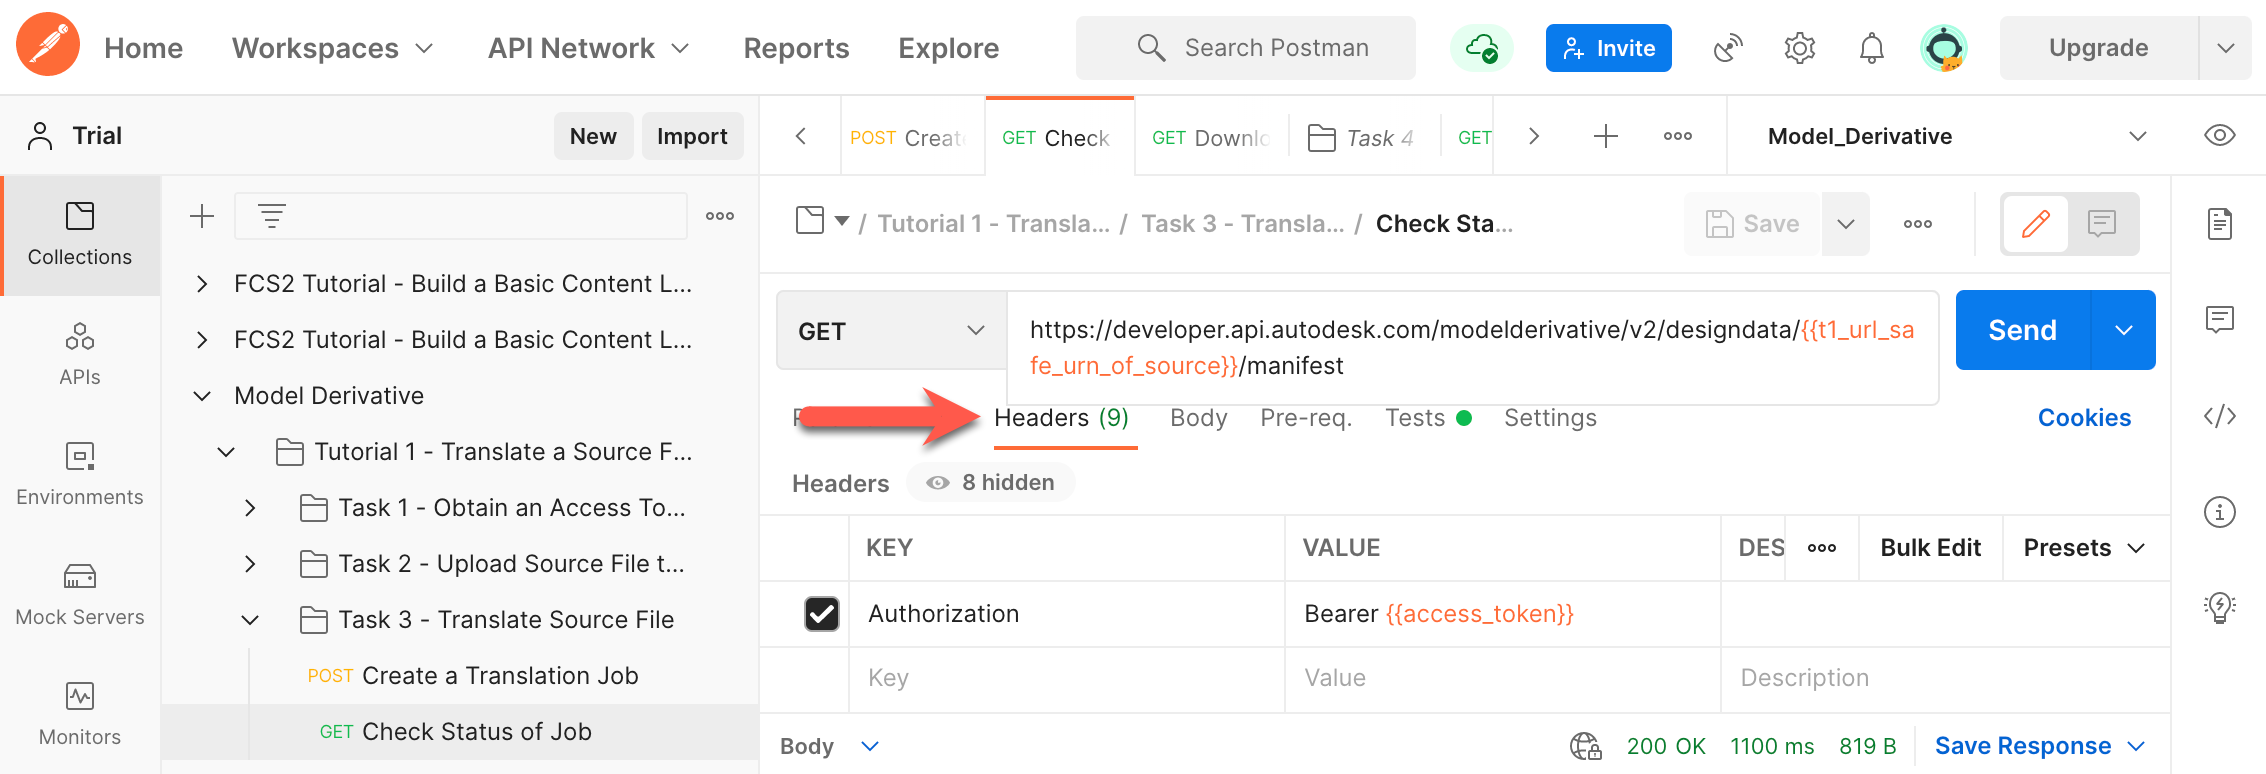 Home Workspaces API Network Reports Explore Search Postman Invite Upgrade
Trial New Import
POST Create GET Check GET Downlo Task 4 GET Model_Derivative
Collections
APIs
Environments
Mock Servers
Monitors
FCS2 Tutorial - Build a Basic Content L...
FCS2 Tutorial - Build a Basic Content L...
Model Derivative
Tutorial 1 - Translate a Source F...
Task 1 - Obtain an Access To...
Task 2 - Upload Source File t...
Task 3 - Translate Source File
POST Create a Translation Job
GET Check Status of Job
/ Tutorial 1 - Transla... / Task 3 - Transla... / Check Sta... Save
GET https://developer.api.autodesk.com/modelderivative/v2/designdata/{{t1_url_sa
fe_urn_of_source}}/manifest
Send
Headers (9) Body Pre-req. Tests Settings Cookies
Headers 8 hidden
KEY VALUE DES Bulk Edit Presets
Authorization Bearer {{access_token}}
Key Value Description
Body 200 OK 1100 ms 819 B Save Response